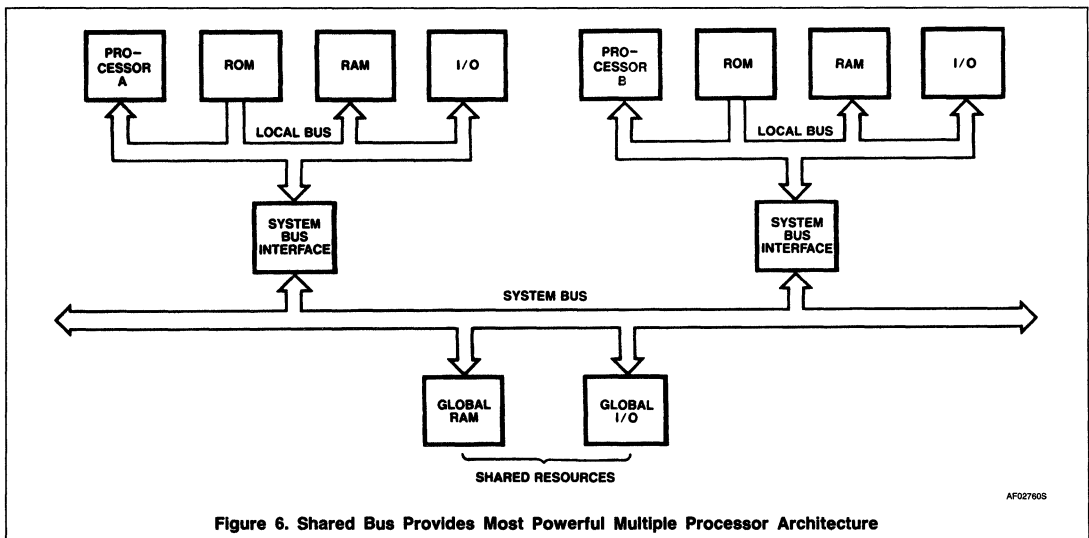 PRO-
CESSOR
A
ROM
RAM
I/O
LOCAL BUS
SYSTEM
BUS
INTERFACE
PRO-
CESSOR
B
ROM
RAM
I/O
LOCAL BUS
SYSTEM
BUS
INTERFACE
SYSTEM BUS
GLOBAL
RAM
GLOBAL
I/O
SHARED RESOURCES
AF02760S
Figure 6. Shared Bus Provides Most Powerful Multiple Processor Architecture